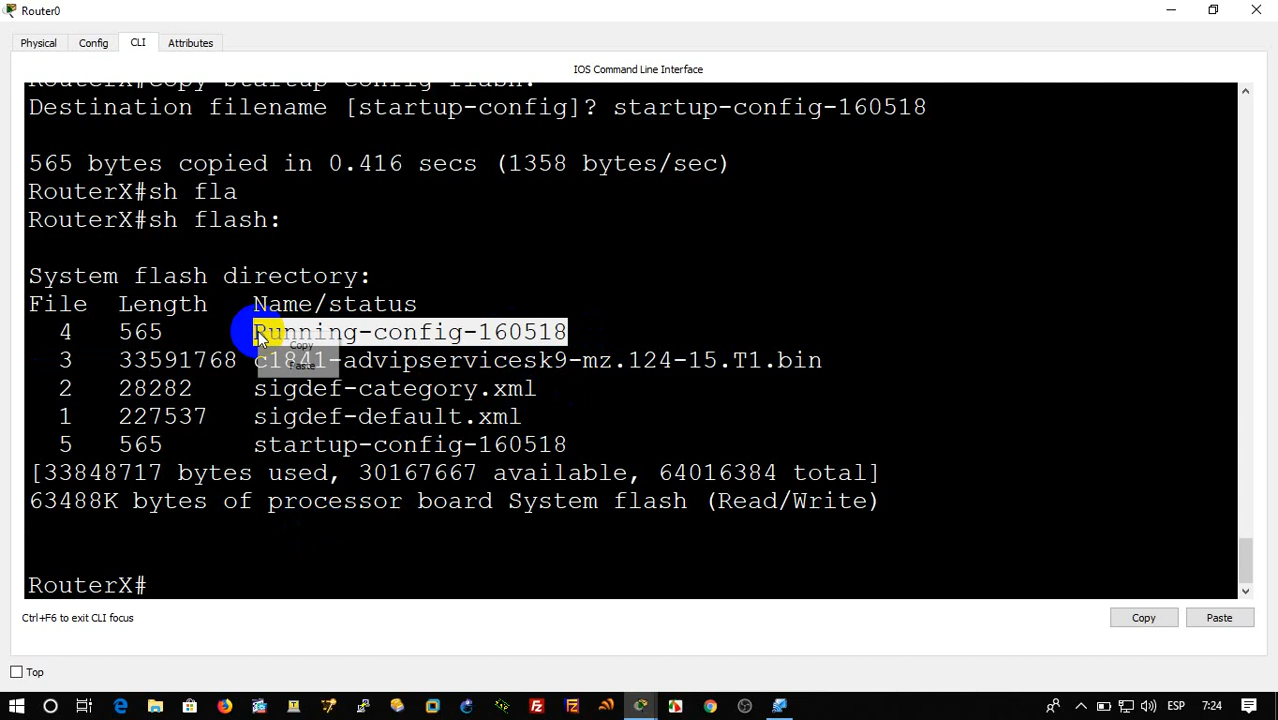 Router0
Physical Config CLI Attributes
IOS Command Line Interface
RouterX#copy startup-config flash:
Destination filename [startup-config]? startup-config-160518
565 bytes copied in 0.416 secs (1358 bytes/sec)
RouterX#sh fla
RouterX#sh flash:
System flash directory:
File Length Name/status
4 565 Running-config-160518
3 33591768 c1841-advipservicesk9-mz.124-15.T1.bin
2 28282 sigdef-category.xml
1 227537 sigdef-default.xml
5 565 startup-config-160518
[33848717 bytes used, 30167667 available, 64016384 total]
63488K bytes of processor board System flash (Read/Write)
RouterX#
Copy
Paste
Ctrl+F6 to exit CLI focus
Copy Paste
Top
ESP 7:24